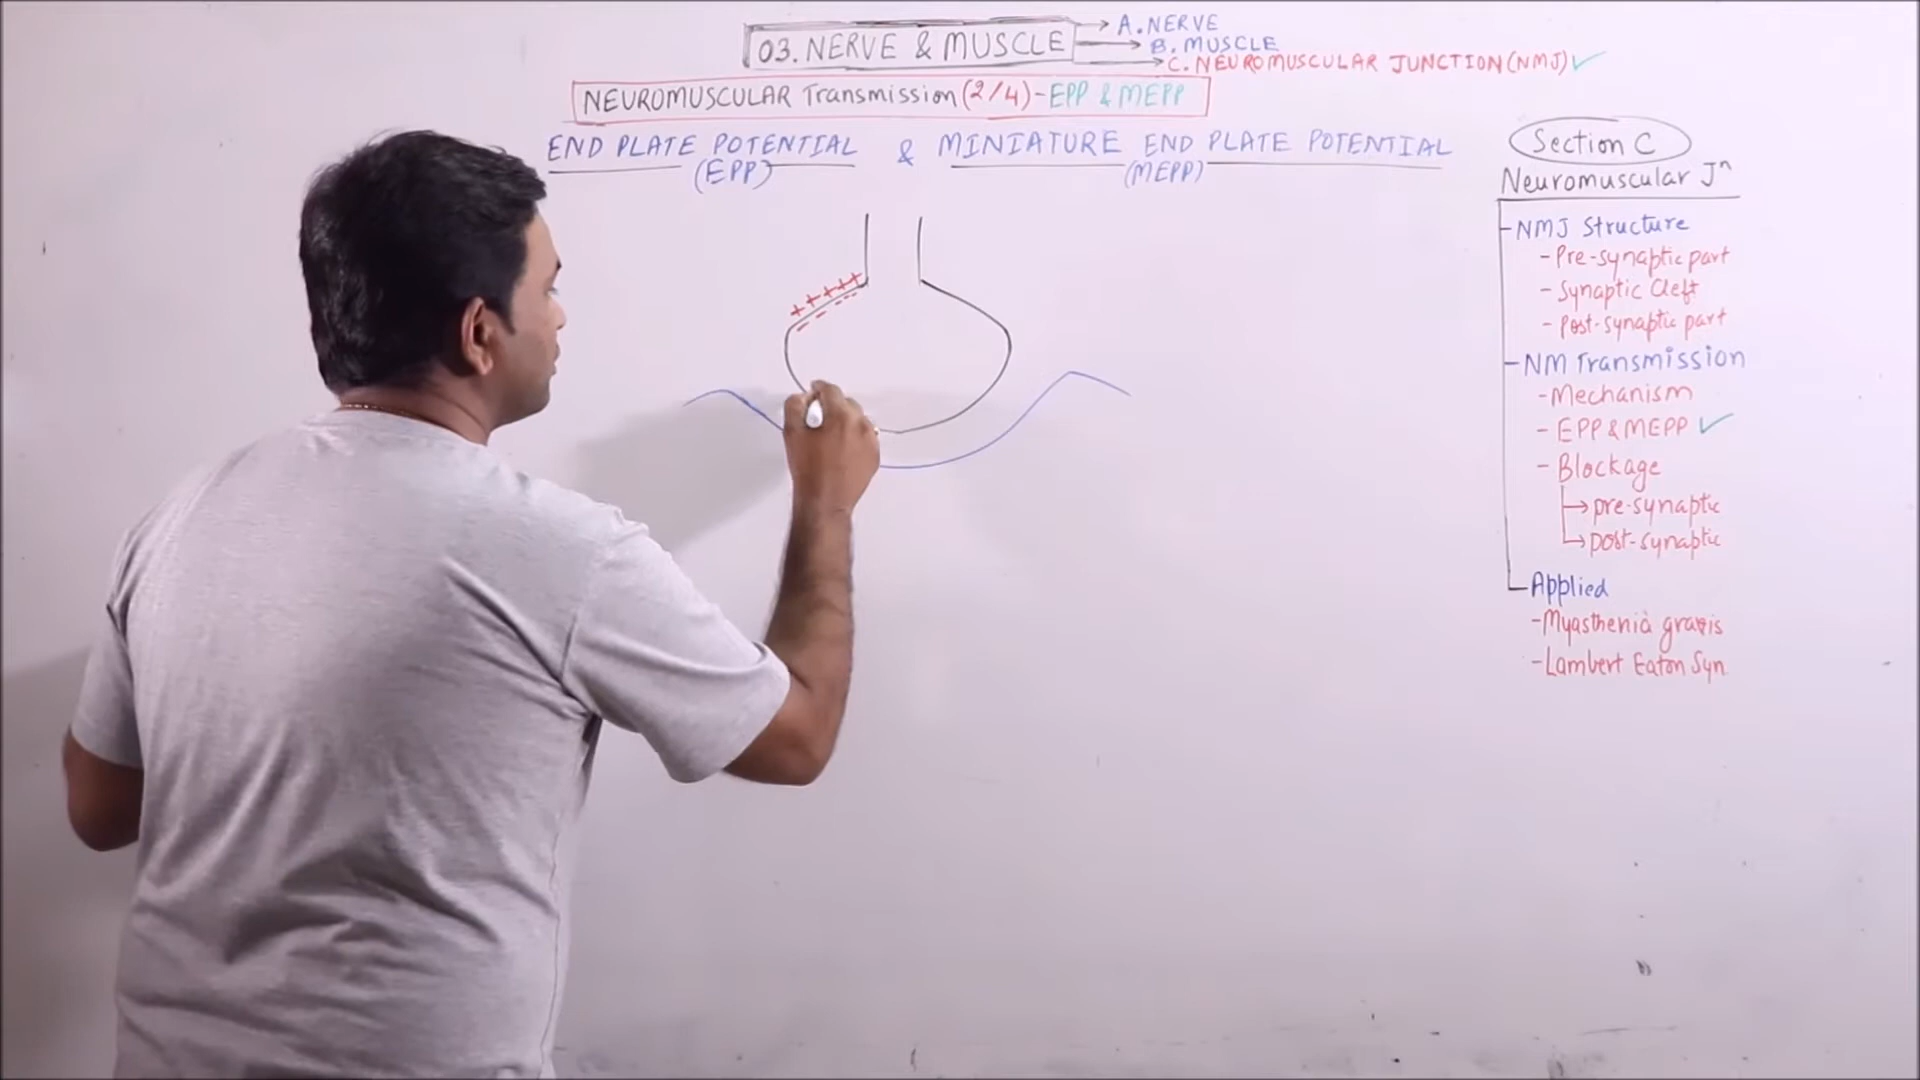 03. NERVE & MUSCLE
A. NERVE
B. MUSCLE
C. NEUROMUSCULAR JUNCTION (NMJ) ✓
NEUROMUSCULAR Transmission (2/4) - EPP & MEPP
END PLATE POTENTIAL & MINIATURE END PLATE POTENTIAL
(EPP) (MEPP)
+ + + + +
- - - - -
Section C
Neuromuscular Jⁿ
- NMJ Structure
- Pre-synaptic part
- Synaptic Cleft
- Post-synaptic part
- NM Transmission
- Mechanism
- EPP & MEPP ✓
- Blockage
→ pre-synaptic
→ post-synaptic
- Applied
- Myasthenia gravis
- Lambert Eaton Syn.